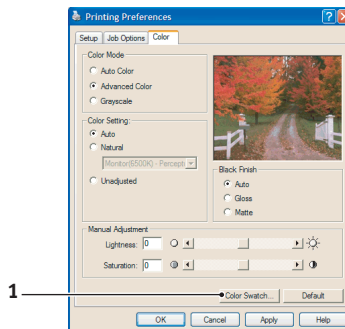 Printing Preferences
Setup Job Options Color
Color Mode
Auto Color
Advanced Color
Grayscale
Color Setting:
Auto
Natural
Monitor(6500K) - Percepti
Unadjusted
Black Finish
Auto
Gloss
Matte
Manual Adjustment
Lightness: 0
Saturation: 0
1
Color Swatch... Default
OK Cancel Apply Help